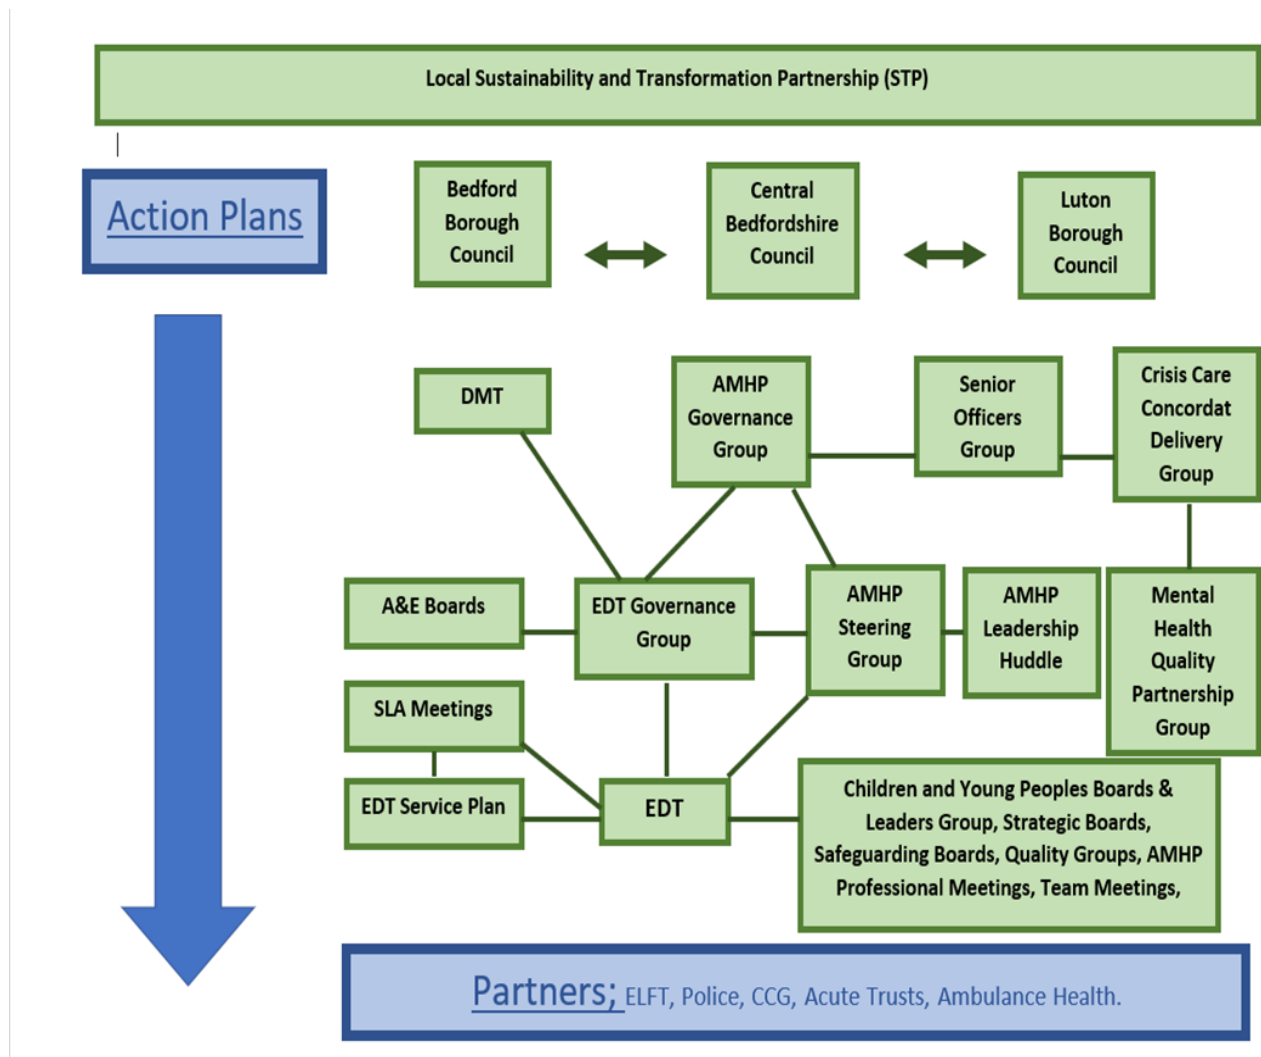 Local Sustainability and Transformation Partnership (STP)
Action Plans
Bedford
Borough
Council
Central
Bedfordshire
Council
Luton
Borough
Council
DMT
AMHP
Governance
Group
Senior
Officers
Group
Crisis Care
Concordat
Delivery
Group
A&E Boards
EDT Governance
Group
AMHP
Steering
Group
AMHP
Leadership
Huddle
Mental
Health
Quality
Partnership
Group
SLA Meetings
EDT Service Plan
EDT
Children and Young Peoples Boards &
Leaders Group, Strategic Boards,
Safeguarding Boards, Quality Groups, AMHP
Professional Meetings, Team Meetings,
Partners; ELFT, Police, CCG, Acute Trusts, Ambulance Health.